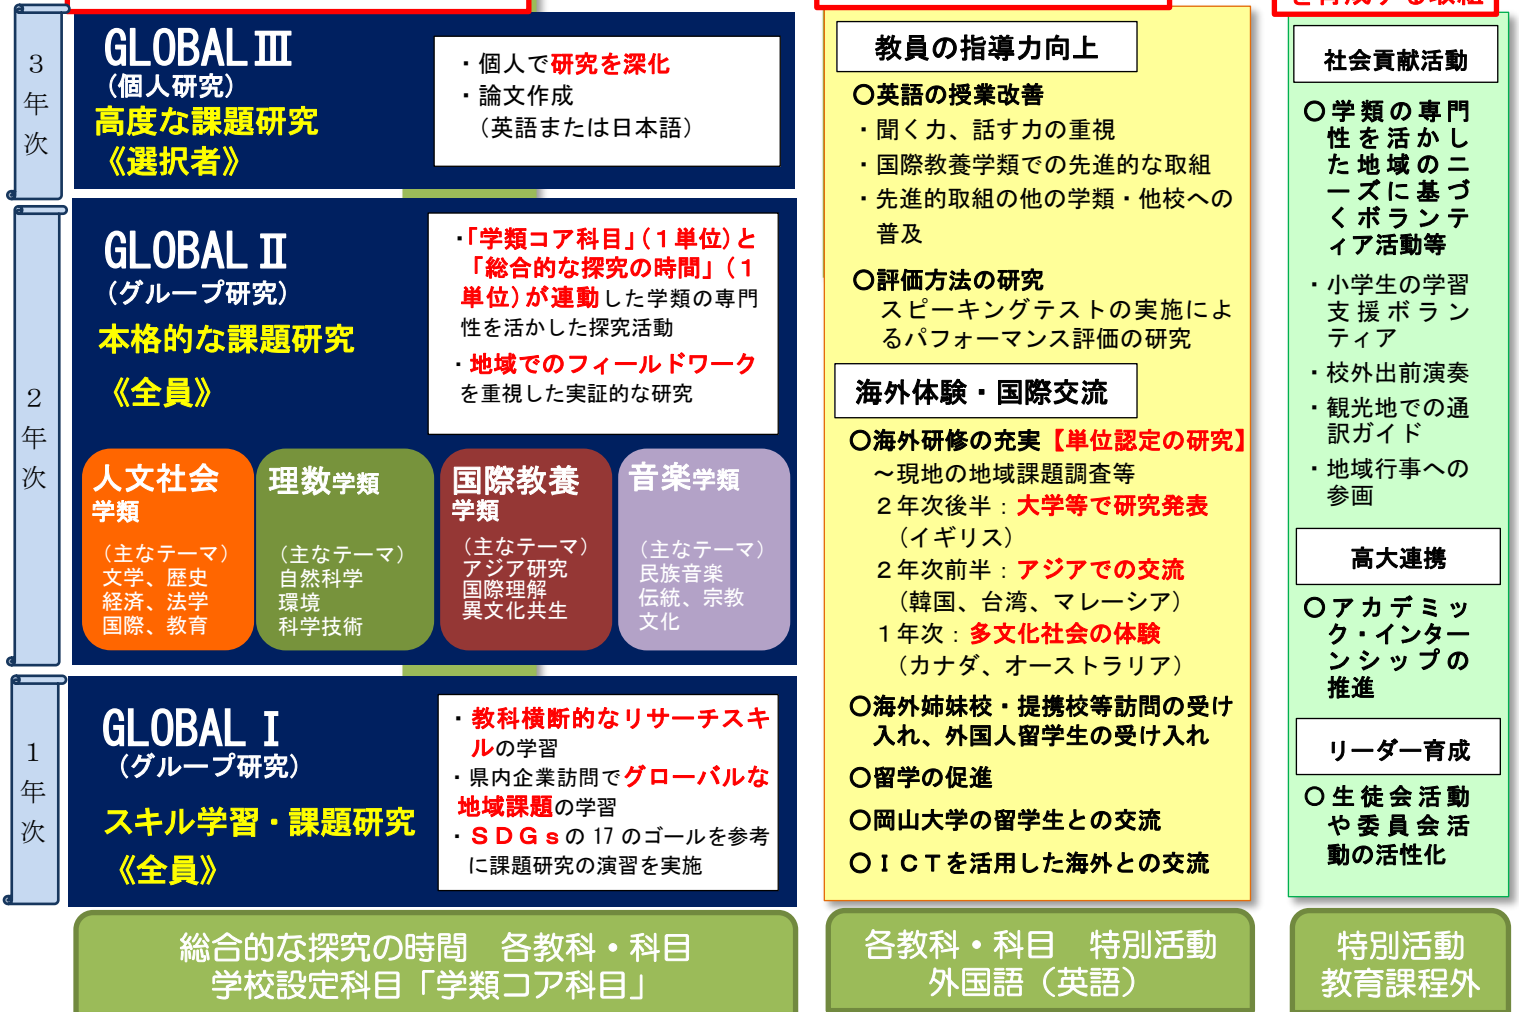 を育成する取組
3
年
次
GLOBALⅢ
（個人研究）
高度な課題研究
《選択者》
・個人で研究を深化
・論文作成
（英語または日本語）
2
年
次
GLOBALⅡ
（グループ研究）
本格的な課題研究
《全員》
・「学類コア科目」（１単位）と
「総合的な探究の時間」（１
単位）が連動した学類の専門
性を活かした探究活動
・地域でのフィールドワーク
を重視した実証的な研究
人文社会
学類
（主なテーマ）
文学、歴史
経済、法学
国際、教育
理数学類
（主なテーマ）
自然科学
環境
科学技術
国際教養
学類
（主なテーマ）
アジア研究
国際理解
異文化共生
音楽学類
（主なテーマ）
民族音楽
伝統、宗教
文化
1
年
次
GLOBALⅠ
（グループ研究）
スキル学習・課題研究
《全員》
・教科横断的なリサーチスキ
ルの学習
・県内企業訪問でグローバルな
地域課題の学習
・ＳＤＧｓの 17 のゴールを参考
に課題研究の演習を実施
総合的な探究の時間　各教科・科目
学校設定科目「学類コア科目」
教員の指導力向上
○英語の授業改善
・聞く力、話す力の重視
・国際教養学類での先進的な取組
・先進的取組の他の学類・他校への
普及
○評価方法の研究
スピーキングテストの実施によ
るパフォーマンス評価の研究
海外体験・国際交流
○海外研修の充実【単位認定の研究】
～現地の地域課題調査等
２年次後半：大学等で研究発表
（イギリス）
２年次前半：アジアでの交流
（韓国、台湾、マレーシア）
１年次：多文化社会の体験
（カナダ、オーストラリア）
○海外姉妹校・提携校等訪問の受け
入れ、外国人留学生の受け入れ
○留学の促進
○岡山大学の留学生との交流
○ＩＣＴを活用した海外との交流
各教科・科目　特別活動
外国語（英語）
社会貢献活動
○学類の専門
性を活かし
た地域のニ
ーズに基づ
くボランテ
ィア活動等
・小学生の学習
支援ボラン
ティア
・校外出前演奏
・観光地での通
訳ガイド
・地域行事への
参画
高大連携
○アカデミッ
ク・インター
ンシップの
推進
リーダー育成
○生徒会活動
や委員会活
動の活性化
特別活動
教育課程外